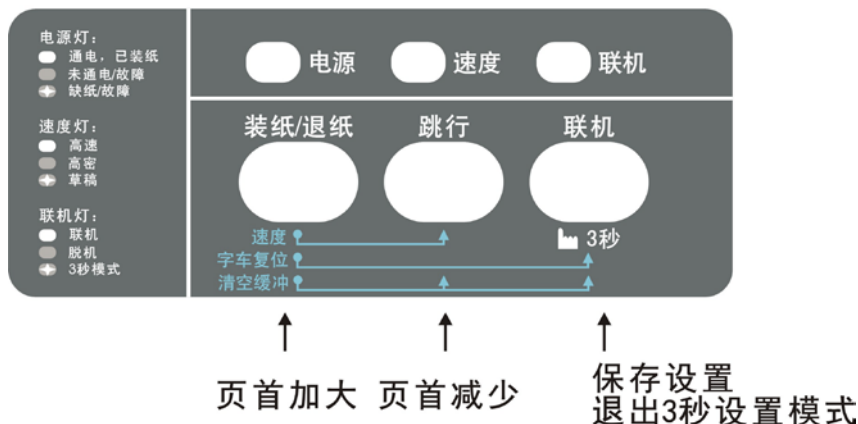 电源灯：
通电，已装纸
未通电/故障
缺纸/故障
速度灯：
高速
高密
草稿
联机灯：
联机
脱机
3秒模式
电源 速度 联机
装纸/退纸 跳行 联机
3秒
速度
字车复位
清空缓冲
页首加大 页首减少 保存设置
退出3秒设置模式